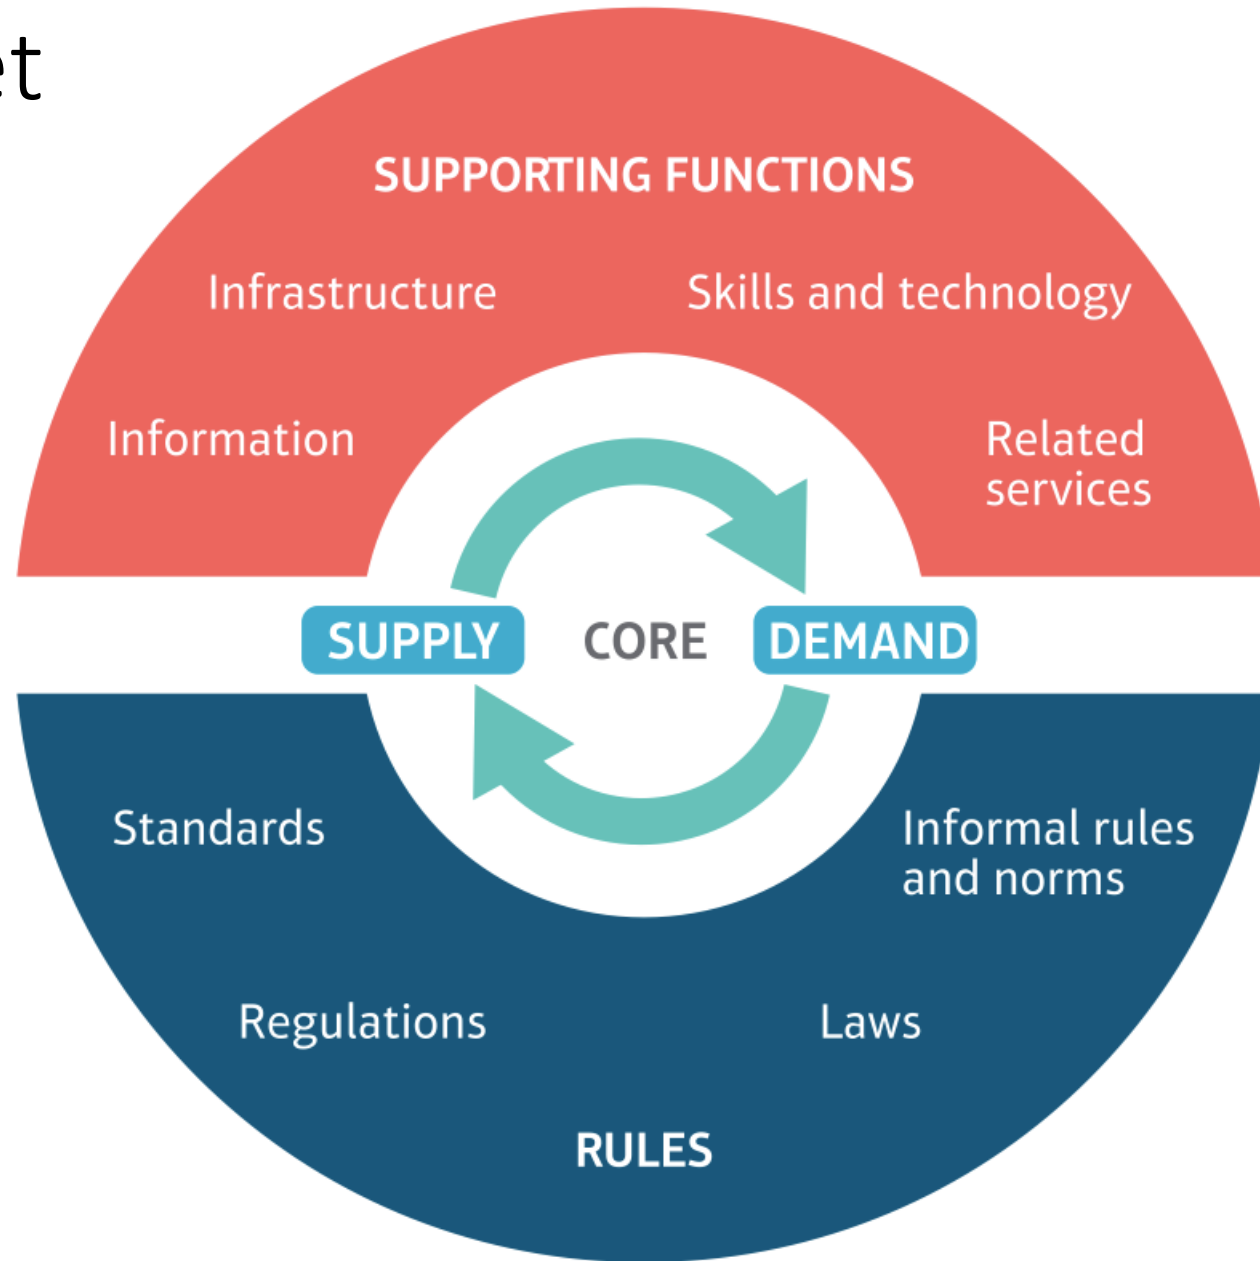 et
SUPPORTING FUNCTIONS
Infrastructure
Skills and technology
Information
Related
services
SUPPLY
CORE
DEMAND
Standards
Informal rules
and norms
Regulations
Laws
RULES